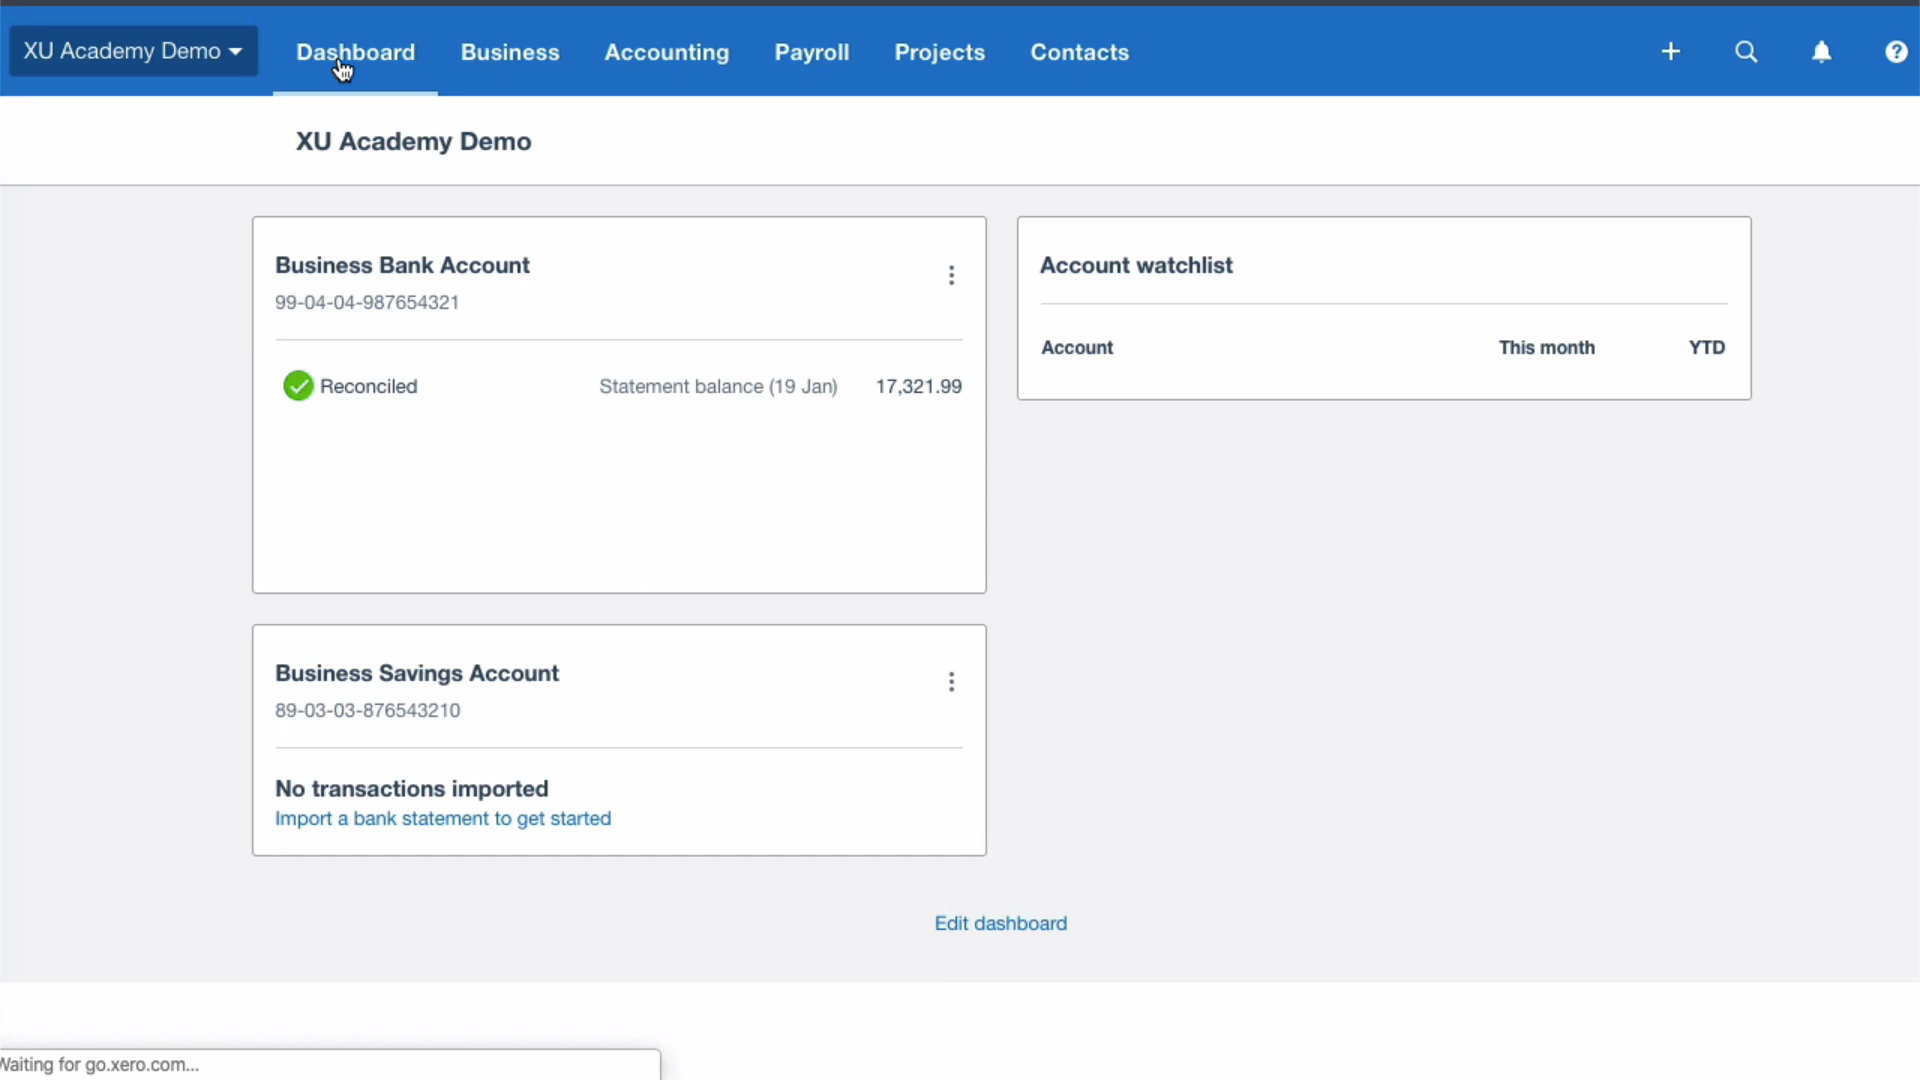 XU Academy Demo
Dashboard
Business
Accounting
Payroll
Projects
Contacts
XU Academy Demo
Business Bank Account
99-04-04-987654321
Reconciled
Statement balance (19 Jan)
17,321.99
Account watchlist
Account
This month
YTD
Business Savings Account
89-03-03-876543210
No transactions imported
Import a bank statement to get started
Edit dashboard
Waiting for go.xero.com...